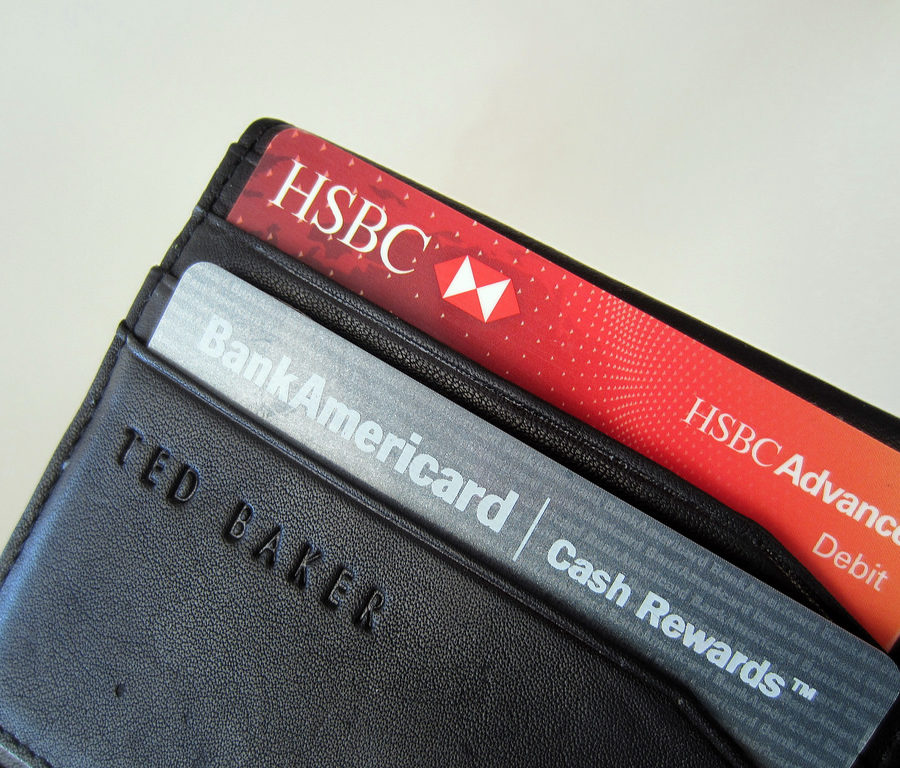 HSBC
HSBC Advance
Debit
BankAmericard | Cash Rewards™
TED BAKER